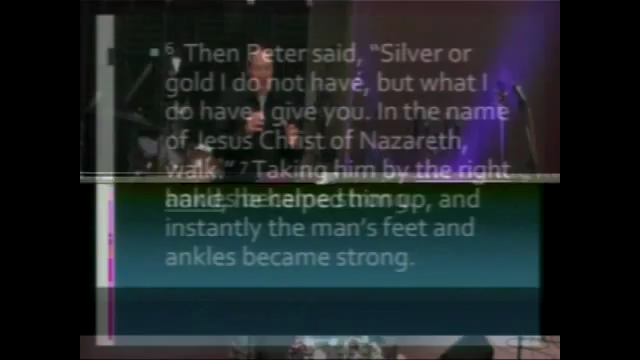 ⁶ Then Peter said, “Silver or
gold I do not have, but what I
do have I give you. In the name
of Jesus Christ of Nazareth,
walk.” ⁷ Taking him by the right
hand, he helped him up, and
instantly the man's feet and
ankles became strong.